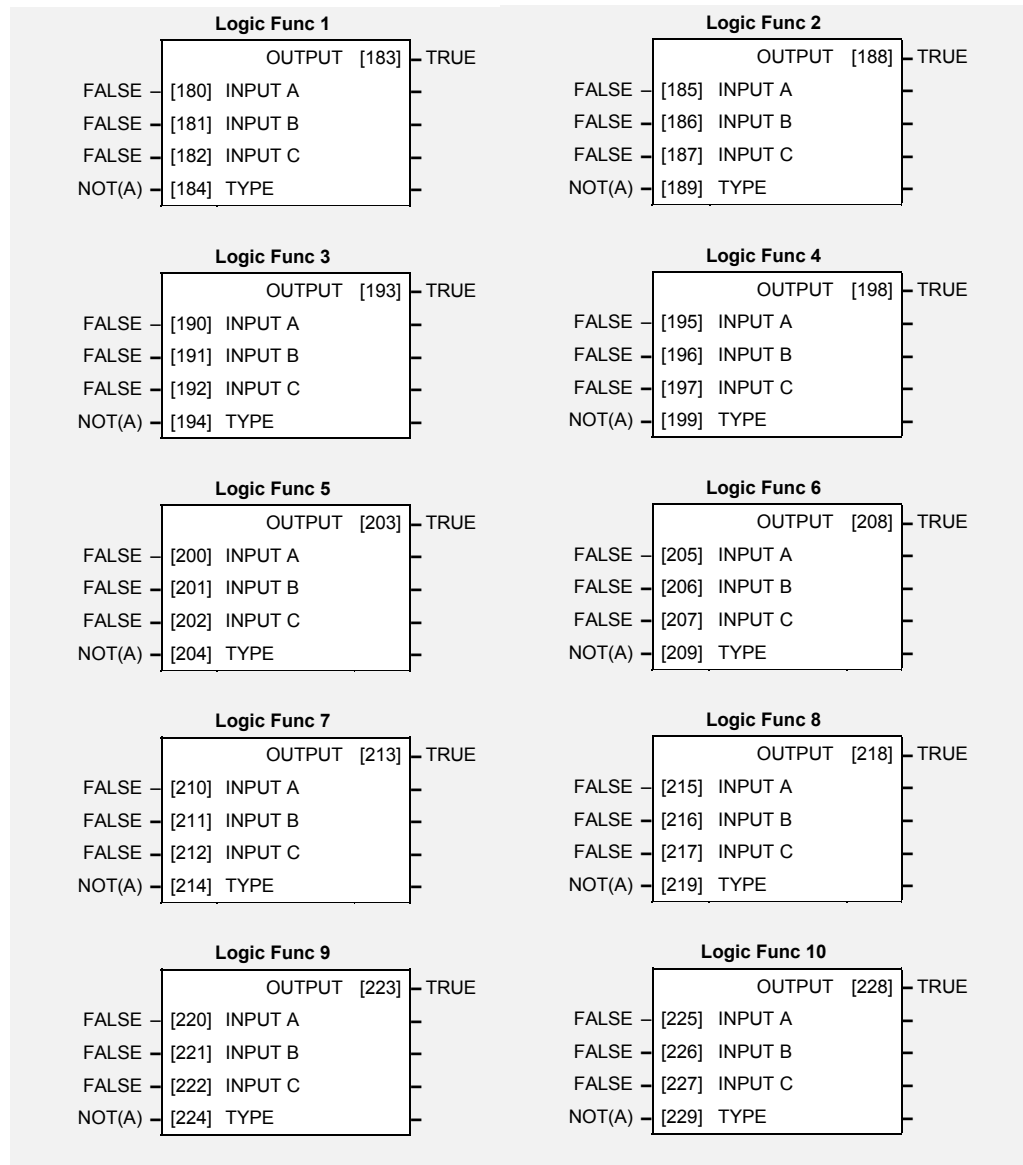 Logic Func 1
OUTPUT [183] TRUE
FALSE [180] INPUT A
FALSE [181] INPUT B
FALSE [182] INPUT C
NOT(A) [184] TYPE
Logic Func 2
OUTPUT [188] TRUE
FALSE [185] INPUT A
FALSE [186] INPUT B
FALSE [187] INPUT C
NOT(A) [189] TYPE
Logic Func 3
OUTPUT [193] TRUE
FALSE [190] INPUT A
FALSE [191] INPUT B
FALSE [192] INPUT C
NOT(A) [194] TYPE
Logic Func 4
OUTPUT [198] TRUE
FALSE [195] INPUT A
FALSE [196] INPUT B
FALSE [197] INPUT C
NOT(A) [199] TYPE
Logic Func 5
OUTPUT [203] TRUE
FALSE [200] INPUT A
FALSE [201] INPUT B
FALSE [202] INPUT C
NOT(A) [204] TYPE
Logic Func 6
OUTPUT [208] TRUE
FALSE [205] INPUT A
FALSE [206] INPUT B
FALSE [207] INPUT C
NOT(A) [209] TYPE
Logic Func 7
OUTPUT [213] TRUE
FALSE [210] INPUT A
FALSE [211] INPUT B
FALSE [212] INPUT C
NOT(A) [214] TYPE
Logic Func 8
OUTPUT [218] TRUE
FALSE [215] INPUT A
FALSE [216] INPUT B
FALSE [217] INPUT C
NOT(A) [219] TYPE
Logic Func 9
OUTPUT [223] TRUE
FALSE [220] INPUT A
FALSE [221] INPUT B
FALSE [222] INPUT C
NOT(A) [224] TYPE
Logic Func 10
OUTPUT [228] TRUE
FALSE [225] INPUT A
FALSE [226] INPUT B
FALSE [227] INPUT C
NOT(A) [229] TYPE